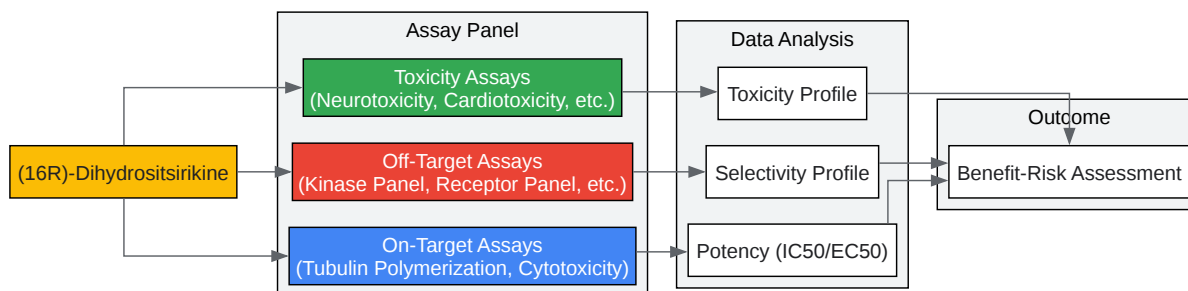 Assay Panel
Data Analysis
Toxicity Assays
(Neurotoxicity, Cardiotoxicity, etc.)
Toxicity Profile
Outcome
(16R)-Dihydrositsirikine
Off-Target Assays
(Kinase Panel, Receptor Panel, etc.)
Selectivity Profile
Benefit-Risk Assessment
On-Target Assays
(Tubulin Polymerization, Cytotoxicity)
Potency (IC50/EC50)